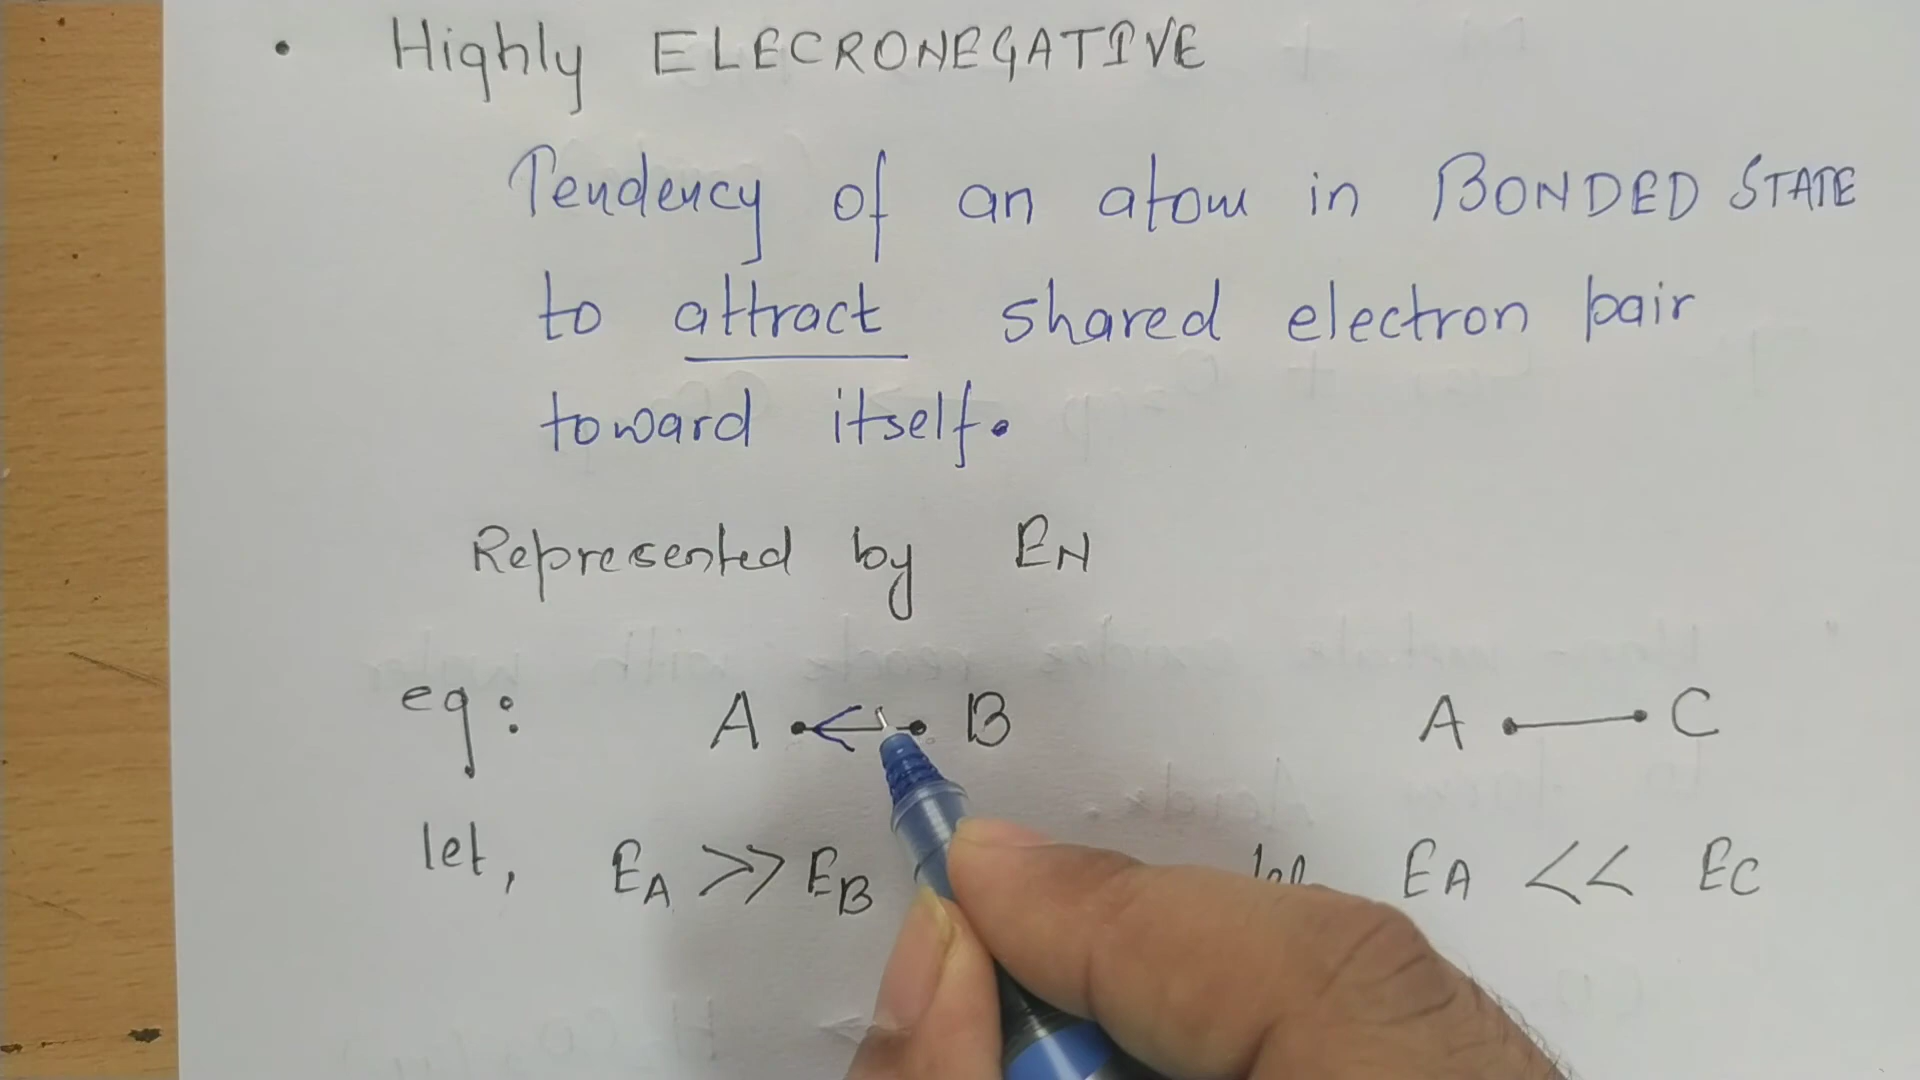 • Highly ELECRONEGATIVE
Tendency of an atom in BONDED STATE
to attract shared electron pair
toward itself.
Represented by EN
eg: A B A C
let, EA >> EB EA << EC